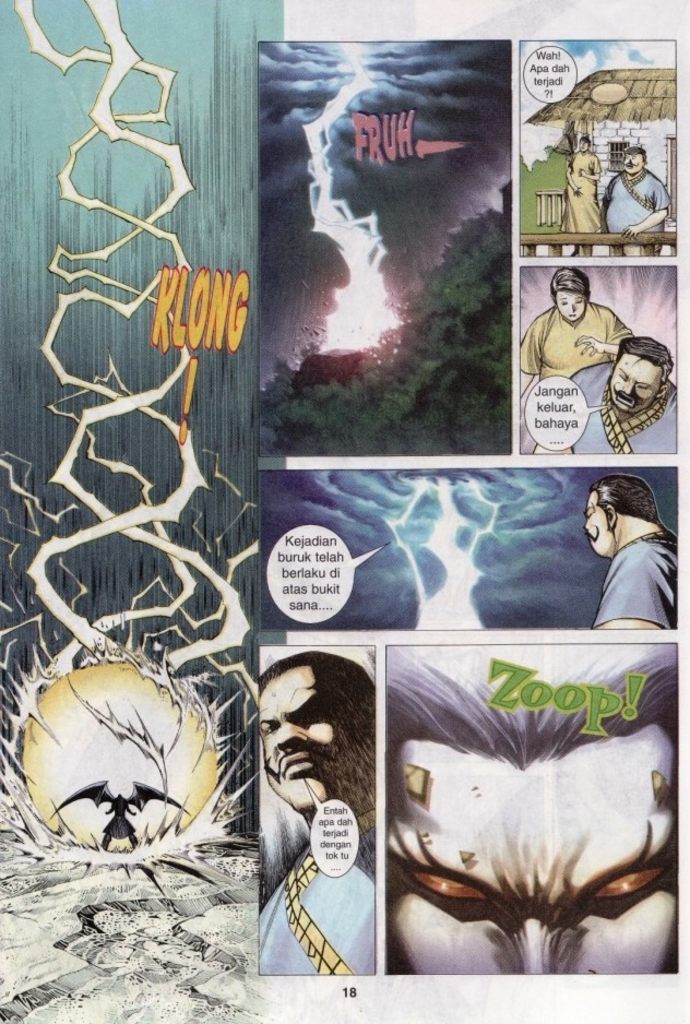 KLONG
!
FRUH
Wah!
Apa dah
terjadi
?!
Jangan
keluar,
bahaya
....
Kejadian
buruk telah
berlaku di
atas bukit
sana....
Entah
apa dah
terjadi
dengan
tok tu
....
Zoop!
18